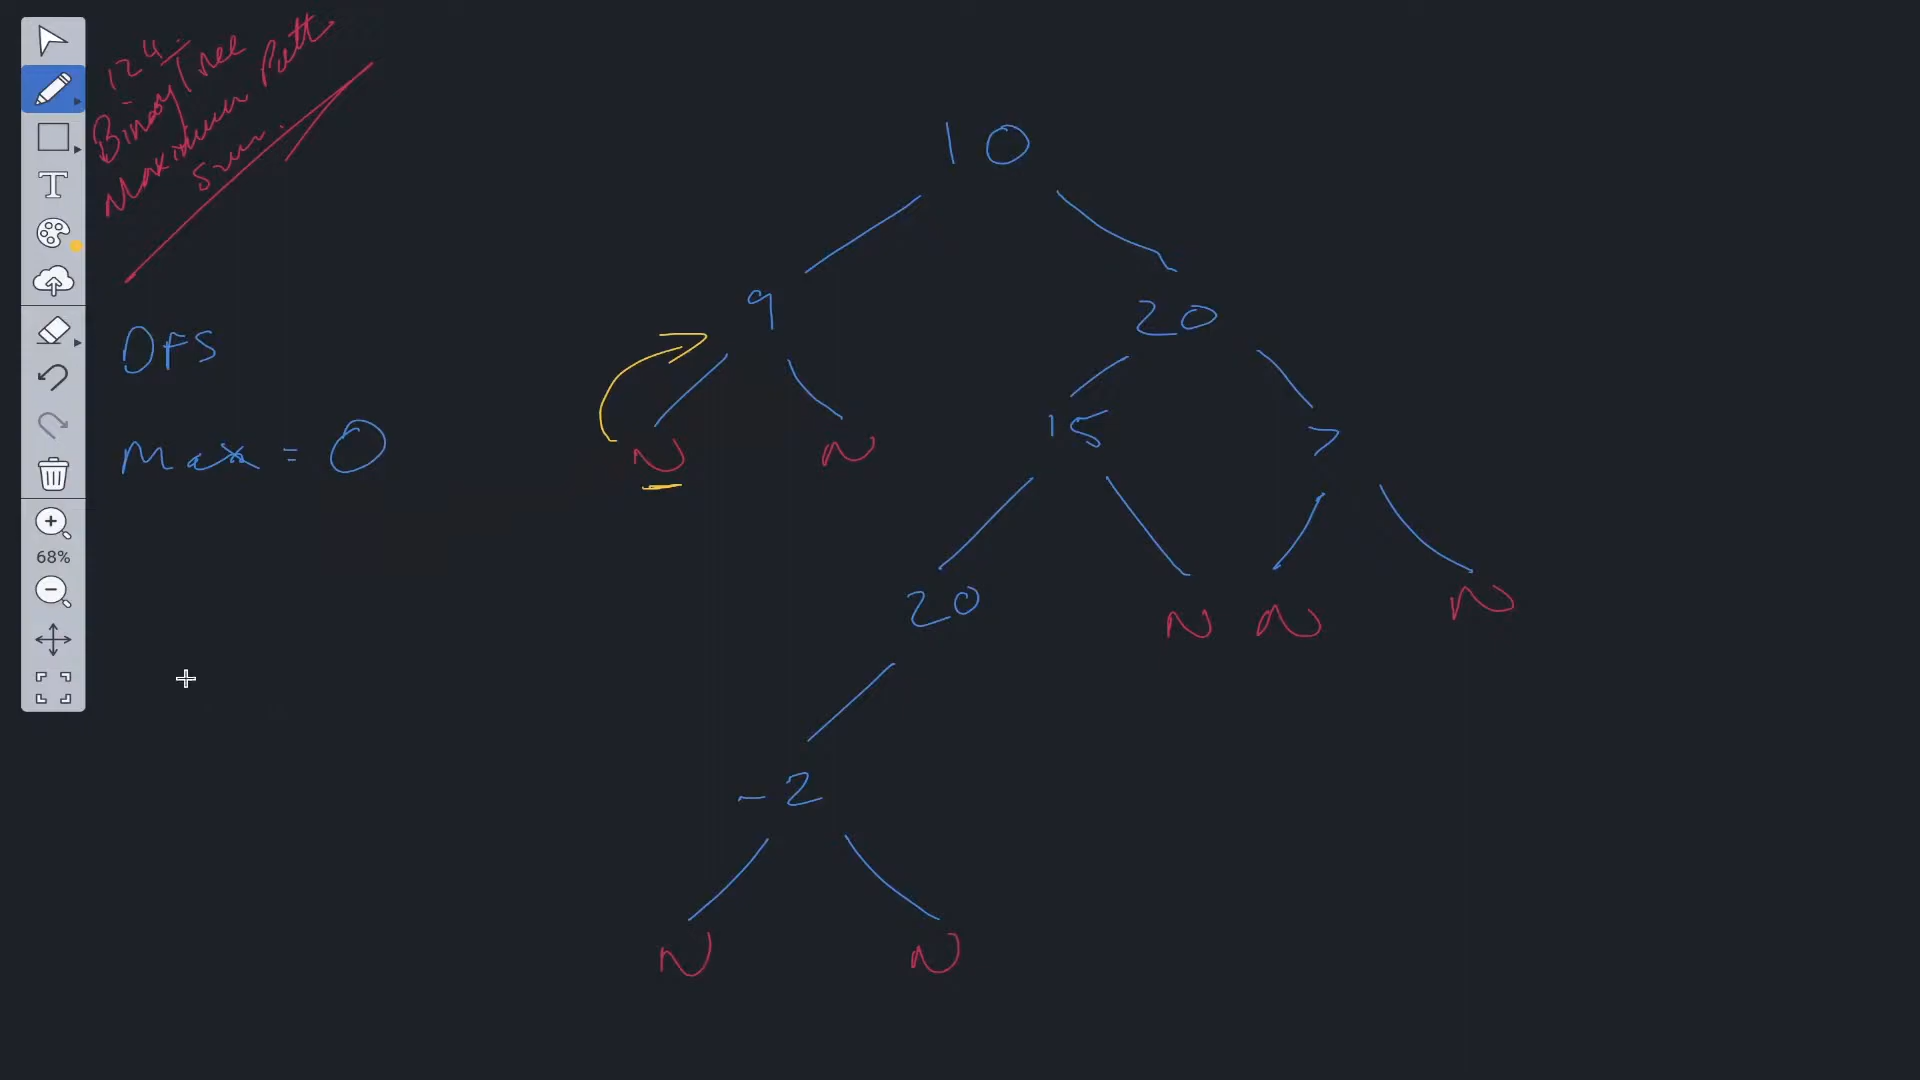 124.
Binary Tree
Maximum Path
Sum.
10
9
20
DFS
15
7
Max = 0
N
N
20
N
N
N
-2
N
N
68%
T